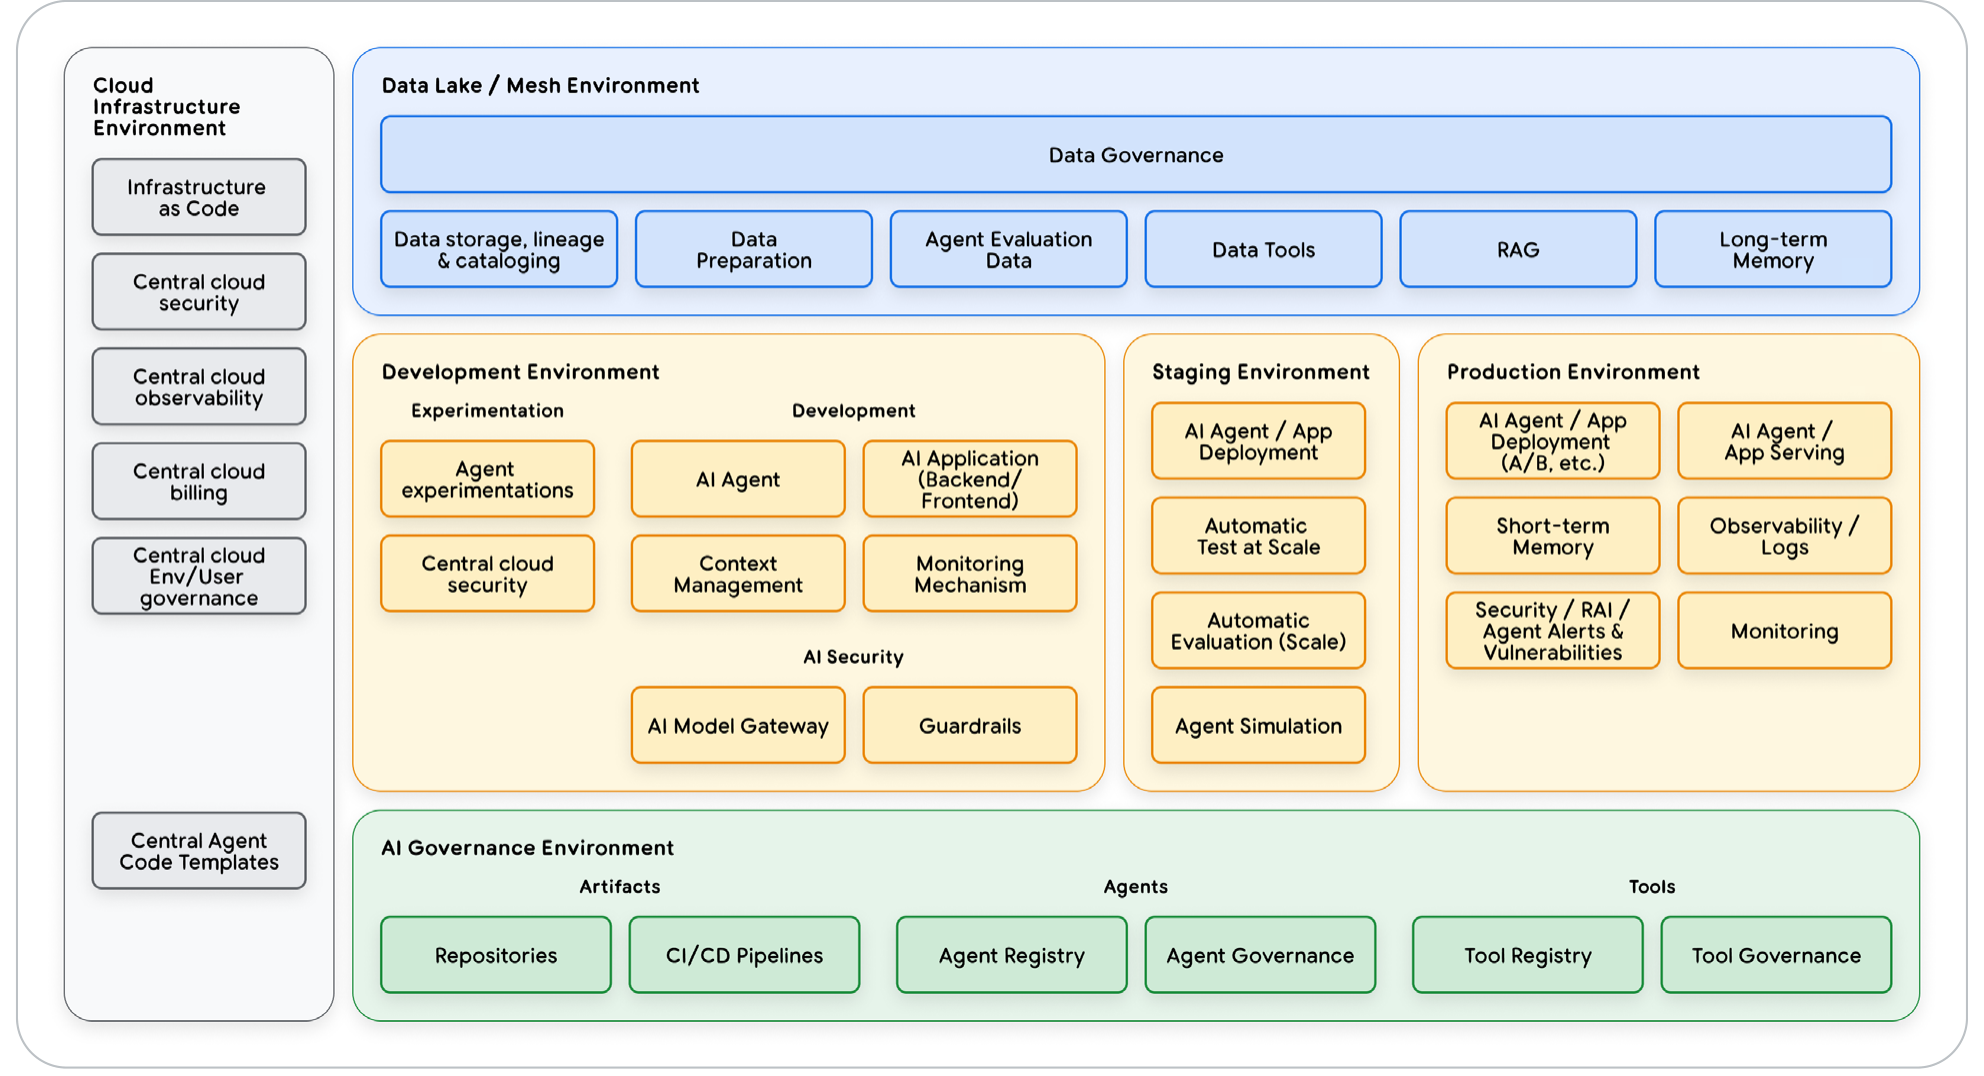 Cloud
Infrastructure
Environment
Infrastructure
as Code
Central cloud
security
Central cloud
observability
Central cloud
billing
Central cloud
Env/User
governance
Central Agent
Code Templates
Data Lake / Mesh Environment
Data Governance
Data storage, lineage
& cataloging
Data
Preparation
Agent Evaluation
Data
Data Tools
RAG
Long-term
Memory
Development Environment
Experimentation
Agent
experimentations
Central cloud
security
Development
AI Agent
AI Application
(Backend/
Frontend)
Context
Management
Monitoring
Mechanism
AI Security
AI Model Gateway
Guardrails
Staging Environment
AI Agent / App
Deployment
Automatic
Test at Scale
Automatic
Evaluation (Scale)
Agent Simulation
Production Environment
AI Agent / App
Deployment
(A/B, etc.)
AI Agent /
App Serving
Short-term
Memory
Observability /
Logs
Security / RAI /
Agent Alerts &
Vulnerabilities
Monitoring
AI Governance Environment
Artifacts
Repositories
CI/CD Pipelines
Agents
Agent Registry
Agent Governance
Tools
Tool Registry
Tool Governance